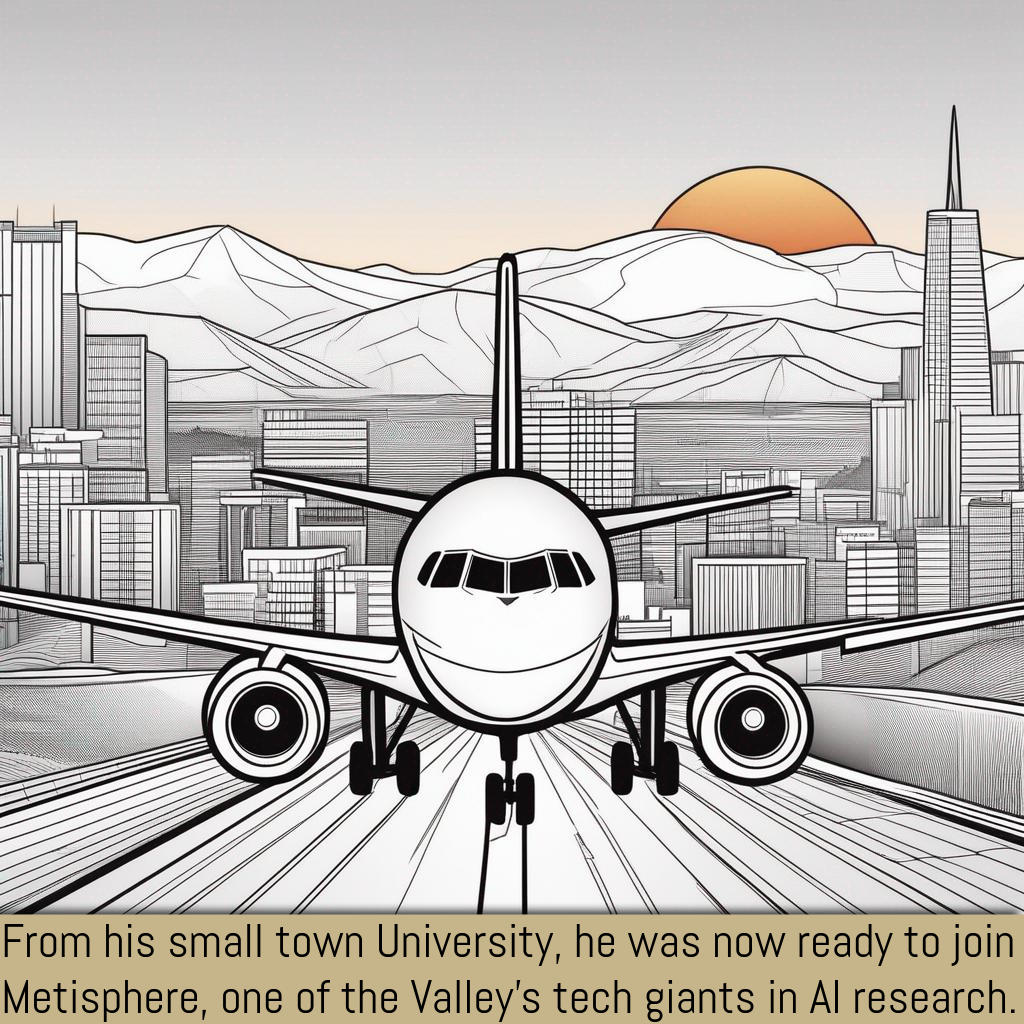 From his small town University, he was now ready to join
Metisphere, one of the Valley's tech giants in AI research.